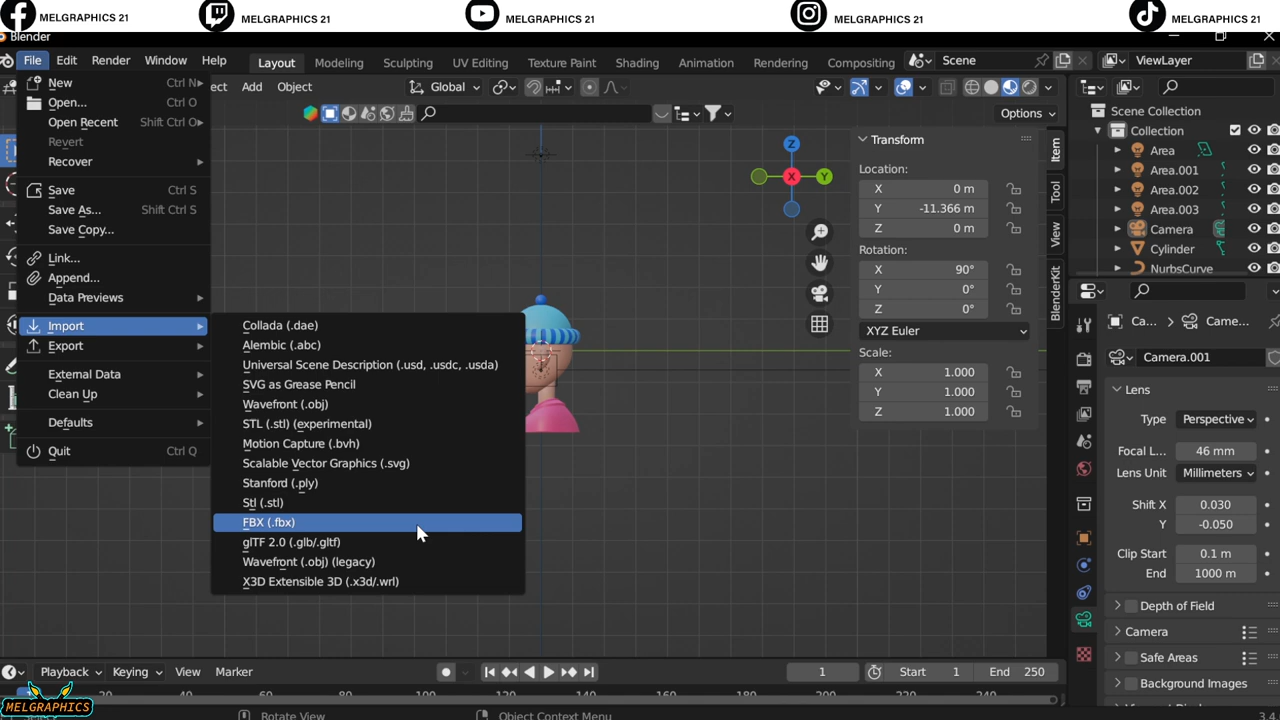 MELGRAPHICS 21 MELGRAPHICS 21 MELGRAPHICS 21 MELGRAPHICS 21 MELGRAPHICS 21
Blender
File Edit Render Window Help Layout Modeling Sculpting UV Editing Texture Paint Shading Animation Rendering Compositing Scene ViewLayer
ect Add Object Global
Options
New Ctrl N
Open... Ctrl O
Open Recent Shift Ctrl O
Revert
Recover
Save Ctrl S
Save As... Shift Ctrl S
Save Copy...
Link...
Append...
Data Previews
Import
Export
External Data
Clean Up
Defaults
Quit Ctrl Q
Collada (.dae)
Alembic (.abc)
Universal Scene Description (.usd, .usdc, .usda)
SVG as Grease Pencil
Wavefront (.obj)
STL (.stl) (experimental)
Motion Capture (.bvh)
Scalable Vector Graphics (.svg)
Stanford (.ply)
Stl (.stl)
FBX (.fbx)
glTF 2.0 (.glb/.gltf)
Wavefront (.obj) (legacy)
X3D Extensible 3D (.x3d/.wrl)
Z
X
Y
Transform
Location:
X 0 m
Y -11.366 m
Z 0 m
Rotation:
X 90°
Y 0°
Z 0°
XYZ Euler
Scale:
X 1.000
Y 1.000
Z 1.000
Item
Tool
View
BlenderKit
Scene Collection
Collection
Area
Area.001
Area.002
Area.003
Camera
Cylinder
NurbsCurve
Ca... Came...
Camera.001
Lens
Type Perspective
Focal L... 46 mm
Lens Unit Millimeters
Shift X 0.030
Y -0.050
Clip Start 0.1 m
End 1000 m
Depth of Field
Camera
Safe Areas
Background Images
Playback Keying View Marker 1 Start 1 End 250
20 40 60 80 100 120 140 160 180 200 220 240
MELGRAPHICS
Rotate View Object Context Menu 3.4